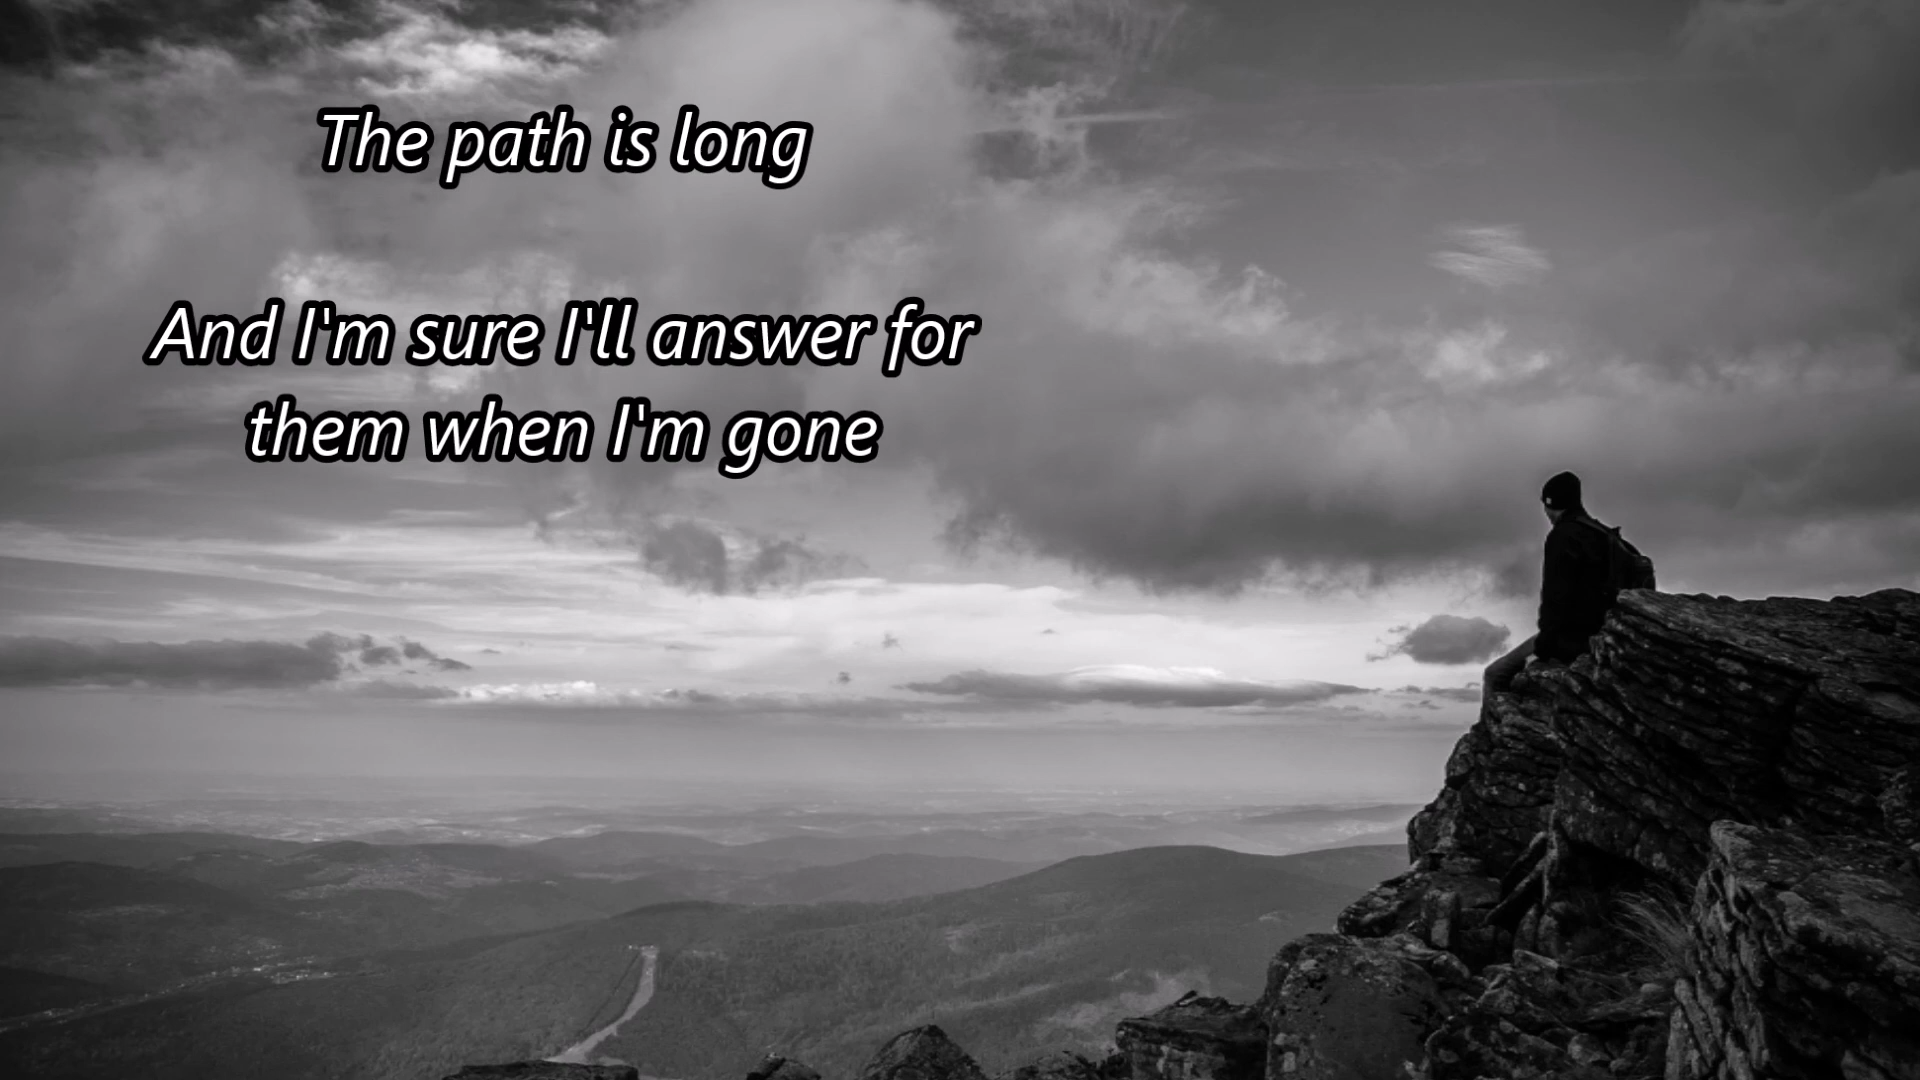 The path is long
And I'm sure I'll answer for
them when I'm gone